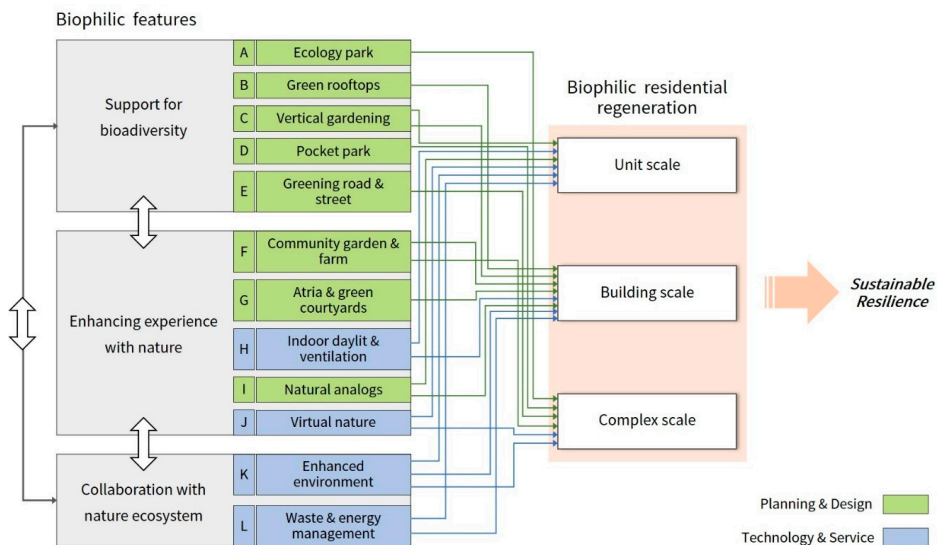 Biophilic features
Support for
bioadiversity
A
Ecology park
B
Green rooftops
C
Vertical gardening
D
Pocket park
E
Greening road &
street
Enhancing experience
with nature
F
Community garden &
farm
G
Atria & green
courtyards
H
Indoor daylit &
ventilation
I
Natural analogs
J
Virtual nature
Collaboration with
nature ecosystem
K
Enhanced
environment
L
Waste & energy
management
Biophilic residential
regeneration
Unit scale
Building scale
Complex scale
Sustainable
Resilience
Planning & Design
Technology & Service